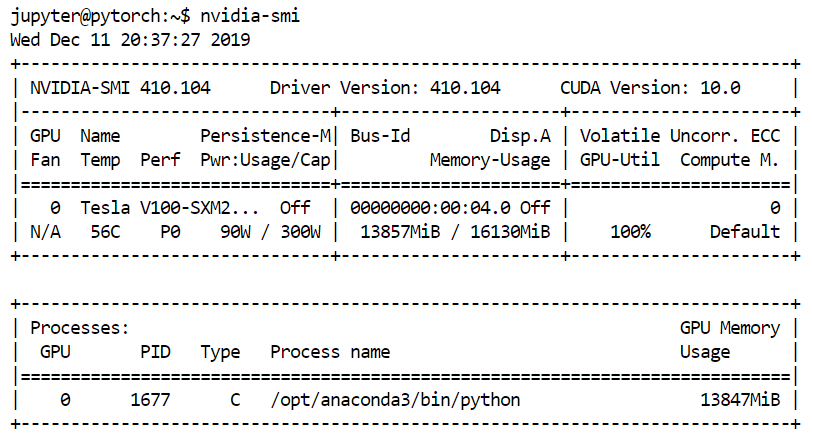 jupyter@pytorch:~$ nvidia-smi
Wed Dec 11 20:37:27 2019
+-----------------------------------------------------------------------------+
| NVIDIA-SMI 410.104      Driver Version: 410.104      CUDA Version: 10.0     |
|-------------------------------+----------------------+----------------------+
| GPU  Name        Persistence-M| Bus-Id        Disp.A | Volatile Uncorr. ECC |
| Fan  Temp  Perf  Pwr:Usage/Cap|         Memory-Usage | GPU-Util  Compute M. |
|===============================+======================+======================|
|   0  Tesla V100-SXM2...  Off  | 00000000:00:04.0 Off |                    0 |
| N/A   56C    P0    90W / 300W |  13857MiB / 16130MiB |    100%      Default |
+-------------------------------+----------------------+----------------------+

+-----------------------------------------------------------------------------+
| Processes:                                                       GPU Memory |
|  GPU       PID   Type   Process name                             Usage      |
|=============================================================================|
|    0      1677      C   /opt/anaconda3/bin/python                  13847MiB |
+-----------------------------------------------------------------------------+